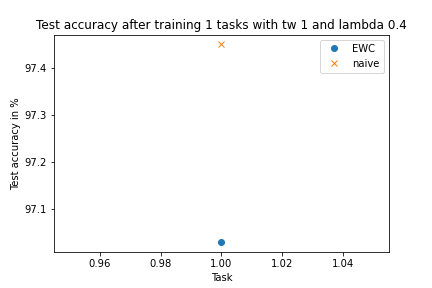 Test accuracy after training 1 tasks with tw 1 and lambda 0.4
EWC
naive
Test accuracy in %
97.4
97.3
97.2
97.1
0.96 0.98 1.00 1.02 1.04
Task